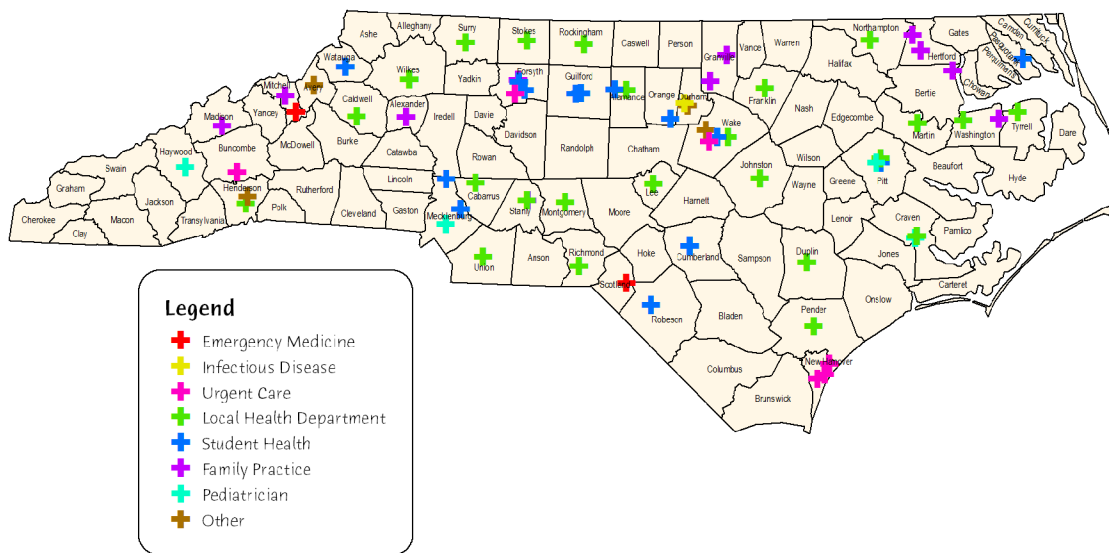 Ashe
Alleghany
Surry
Stokes
Rockingham
Caswell
Person
Granville
Vance
Warren
Northampton
Halifax
Hertford
Gates
Camden
Currituck
Pasquotank
Perquimans
Chowan
Bertie
Watauga
Wilkes
Yadkin
Forsyth
Guilford
Alamance
Orange
Durham
Franklin
Nash
Edgecombe
Martin
Washington
Tyrrell
Dare
Mitchell
Avery
Caldwell
Alexander
Iredell
Davie
Davidson
Randolph
Chatham
Wake
Wilson
Pitt
Beaufort
Hyde
Madison
Yancey
McDowell
Burke
Catawba
Rowan
Johnston
Greene
Wayne
Lenoir
Craven
Pamlico
Swain
Haywood
Buncombe
Lincoln
Cabarrus
Stanly
Montgomery
Moore
Lee
Harnett
Jones
Carteret
Graham
Cherokee
Clay
Macon
Jackson
Transylvania
Henderson
Polk
Rutherford
Cleveland
Gaston
Mecklenburg
Union
Anson
Richmond
Hoke
Scotland
Cumberland
Sampson
Duplin
Onslow
Robeson
Bladen
Pender
New Hanover
Columbus
Brunswick
Legend
Emergency Medicine
Infectious Disease
Urgent Care
Local Health Department
Student Health
Family Practice
Pediatrician
Other